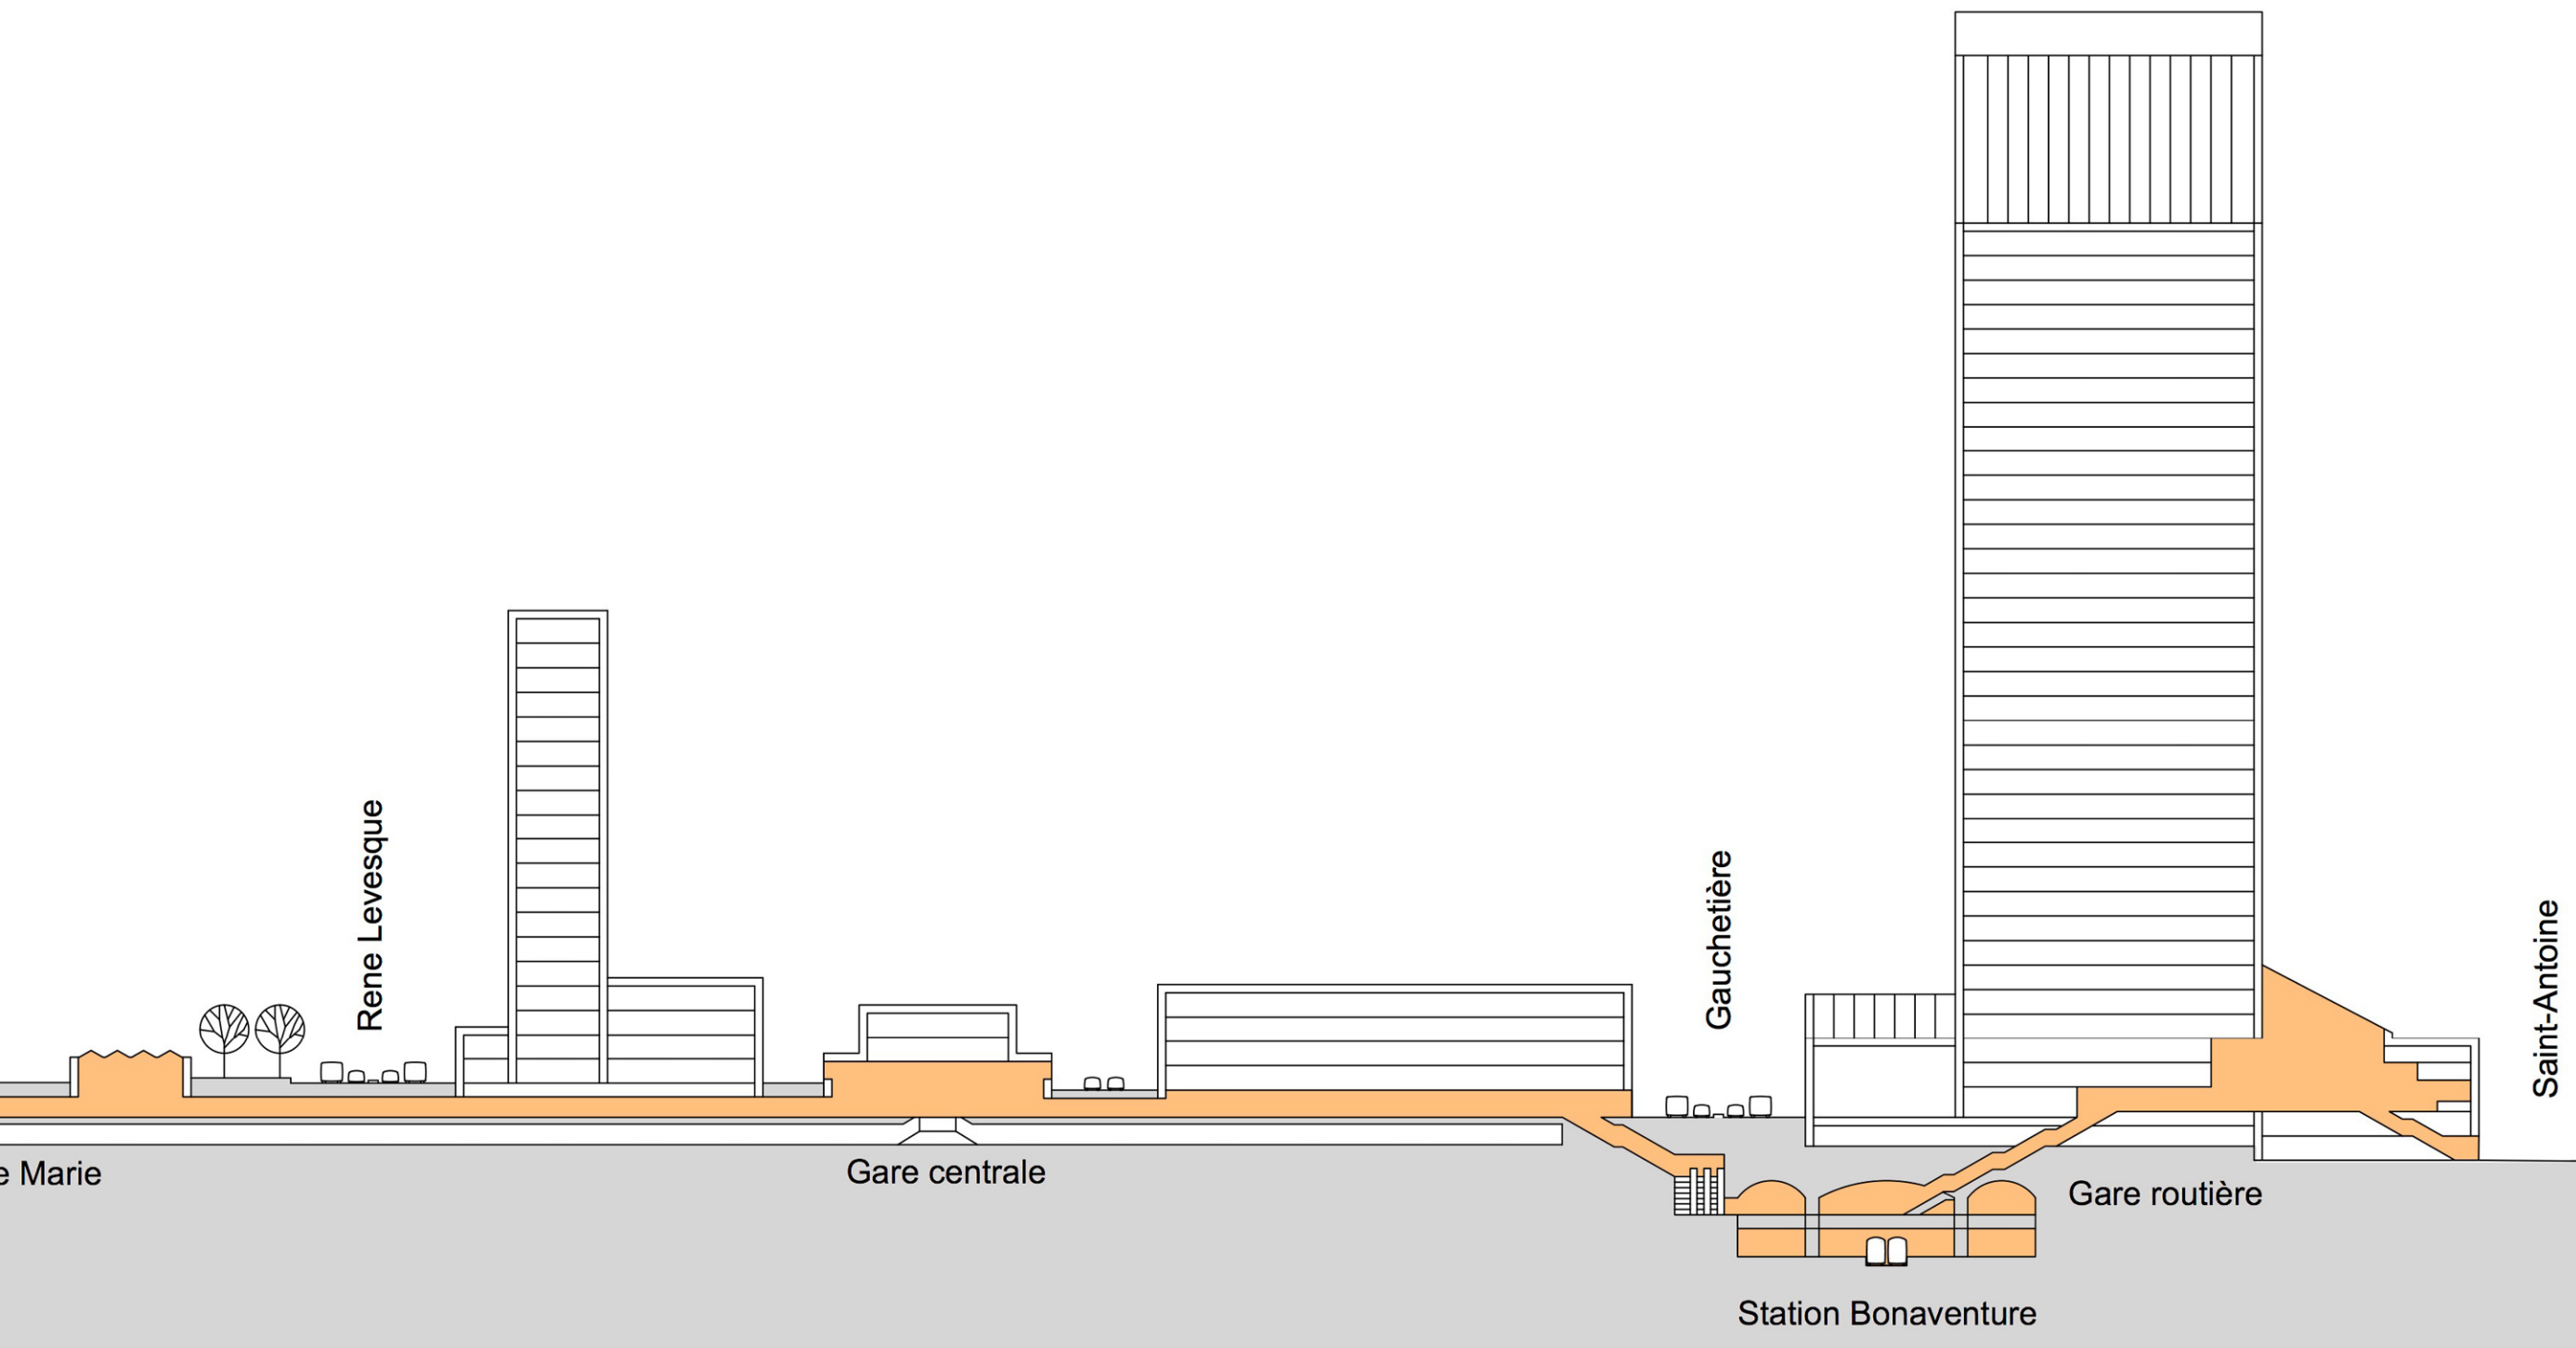 Rene Levesque
Gauchetière
Saint-Antoine
e Marie
Gare centrale
Gare routière
Station Bonaventure